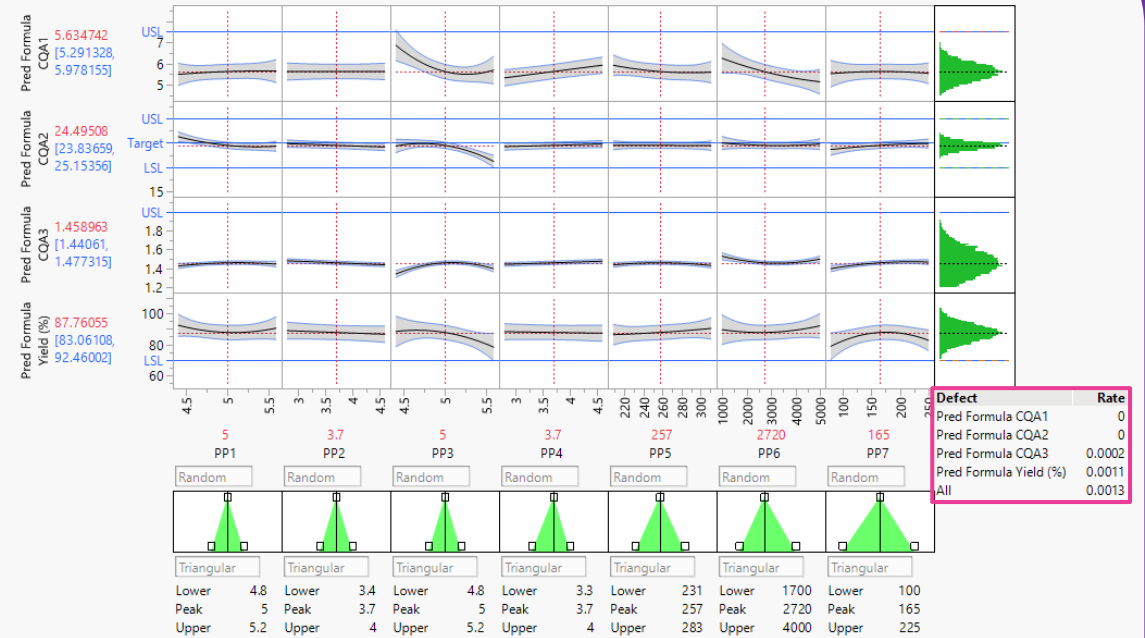 Pred Formula CQA1
5.634742
[5.291328,
5.978155]
USL
7
6
5
Pred Formula CQA2
24.49508
[23.83659,
25.15356]
USL
Target
LSL
15
Pred Formula CQA3
1.458963
[1.44061,
1.477315]
USL
1.8
1.6
1.4
1.2
Pred Formula Yield (%)
87.76055
[83.06108,
92.46002]
100
80
LSL
60
4.5 5 5.5 3 3.5 4 4.5 4.5 5 5.5 3 3.5 4 4.5 220 240 260 280 300 1000 2000 3000 4000 5000 100 150 200 250
5 3.7 5 3.7 257 2720 165
PP1 PP2 PP3 PP4 PP5 PP6 PP7
Random Random Random Random Random Random Random
Defect Rate
Pred Formula CQA1 0
Pred Formula CQA2 0
Pred Formula CQA3 0.0002
Pred Formula Yield (%) 0.0011
All 0.0013
Triangular Triangular Triangular Triangular Triangular Triangular Triangular
Lower 4.8 Lower 3.4 Lower 4.8 Lower 3.3 Lower 231 Lower 1700 Lower 100
Peak 5 Peak 3.7 Peak 5 Peak 3.7 Peak 257 Peak 2720 Peak 165
Upper 5.2 Upper 4 Upper 5.2 Upper 4 Upper 283 Upper 4000 Upper 225